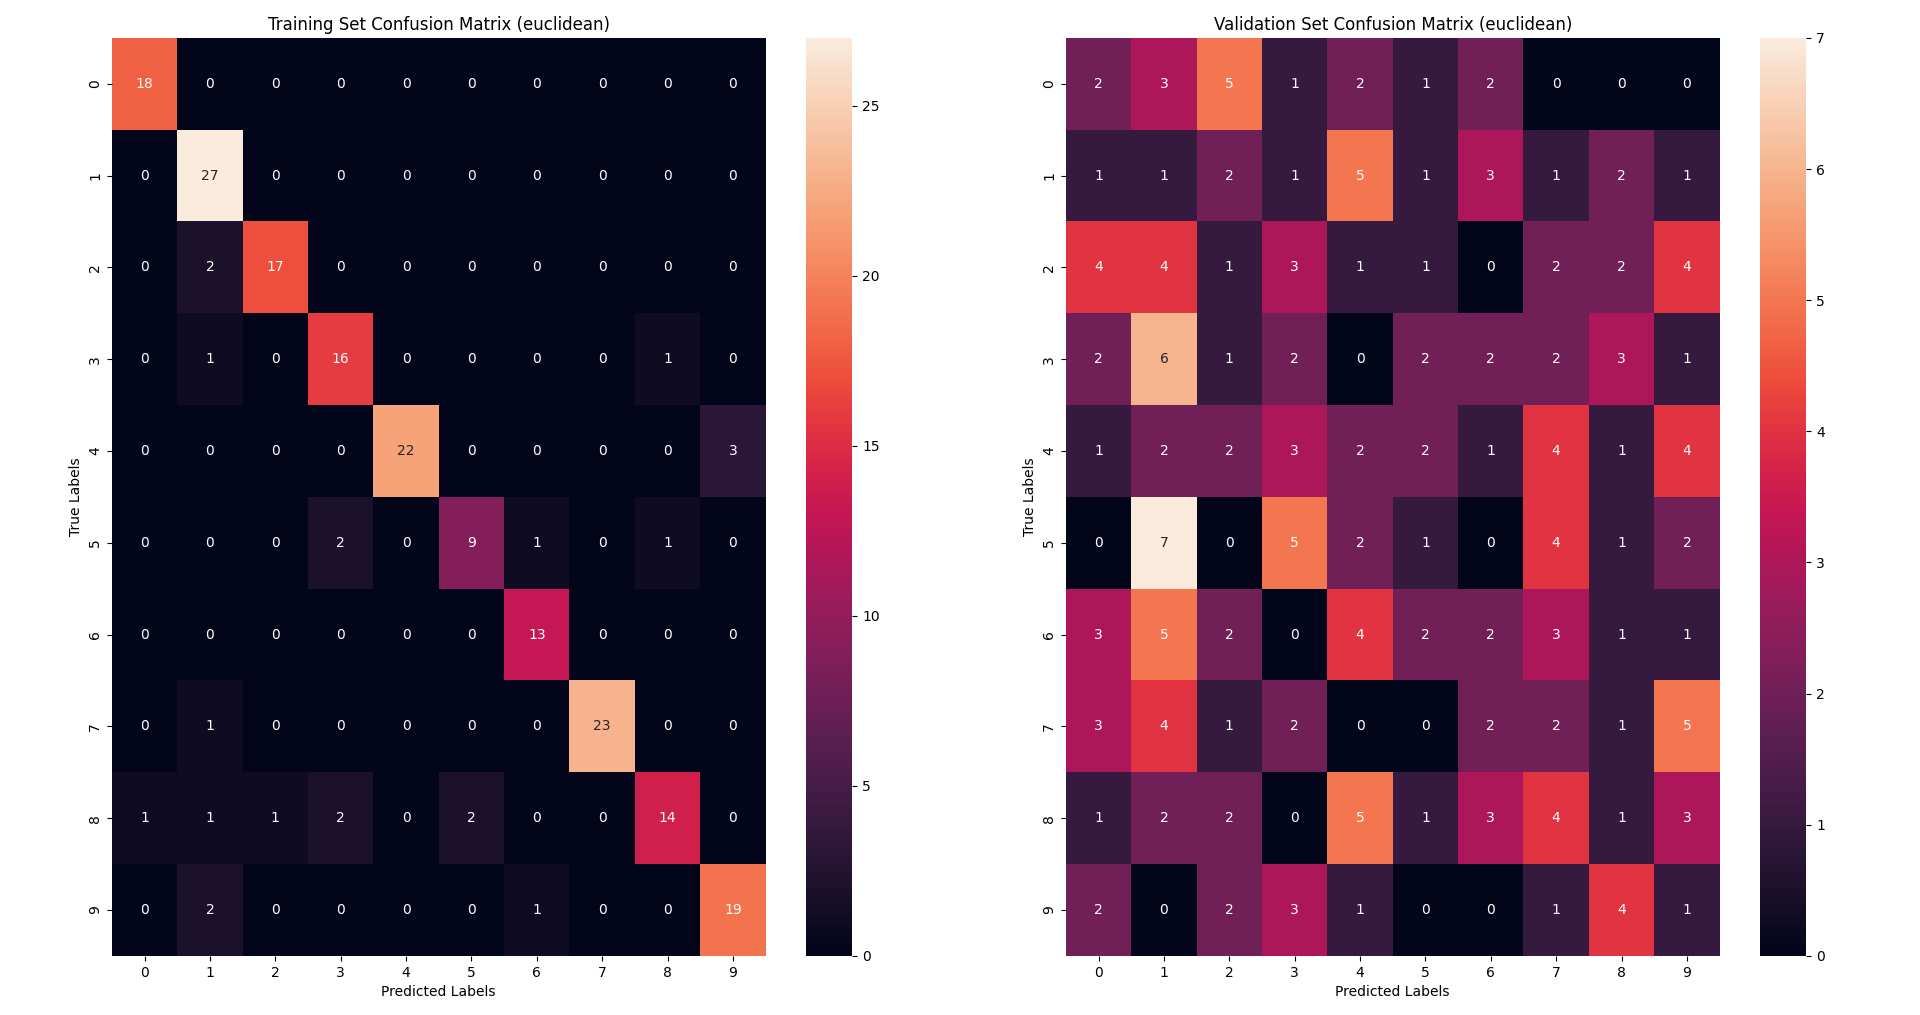 Training Set Confusion Matrix (euclidean)
0 18 0 0 0 0 0 0 0 0 0
1 0 27 0 0 0 0 0 0 0 0
2 0 2 17 0 0 0 0 0 0 0
3 0 1 0 16 0 0 0 0 1 0
4 0 0 0 0 22 0 0 0 0 3
5 0 0 0 2 0 9 1 0 1 0
6 0 0 0 0 0 0 13 0 0 0
7 0 1 0 0 0 0 0 23 0 0
8 1 1 1 2 0 2 0 0 14 0
9 0 2 0 0 0 0 1 0 0 19
0 1 2 3 4 5 6 7 8 9
Predicted Labels
True Labels
25
20
15
10
5
0
Validation Set Confusion Matrix (euclidean)
0 2 3 5 1 2 1 2 0 0 0
1 1 1 2 1 5 1 3 1 2 1
2 4 4 1 3 1 1 0 2 2 4
3 2 6 1 2 0 2 2 2 3 1
4 1 2 2 3 2 2 1 4 1 4
5 0 7 0 5 2 1 0 4 1 2
6 3 5 2 0 4 2 2 3 1 1
7 3 4 1 2 0 0 2 2 1 5
8 1 2 2 0 5 1 3 4 1 3
9 2 0 2 3 1 0 0 1 4 1
0 1 2 3 4 5 6 7 8 9
Predicted Labels
True Labels
7
6
5
4
3
2
1
0